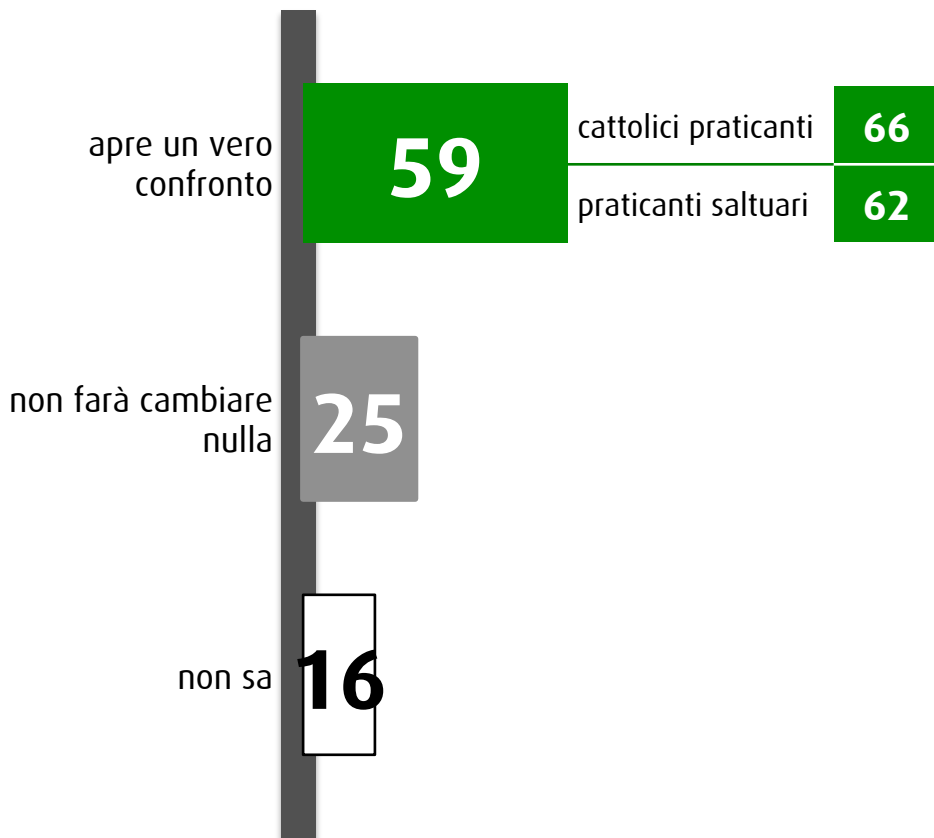 apre un vero
confronto
59
cattolici praticanti
66
praticanti saltuari
62
non farà cambiare
nulla
25
non sa
16